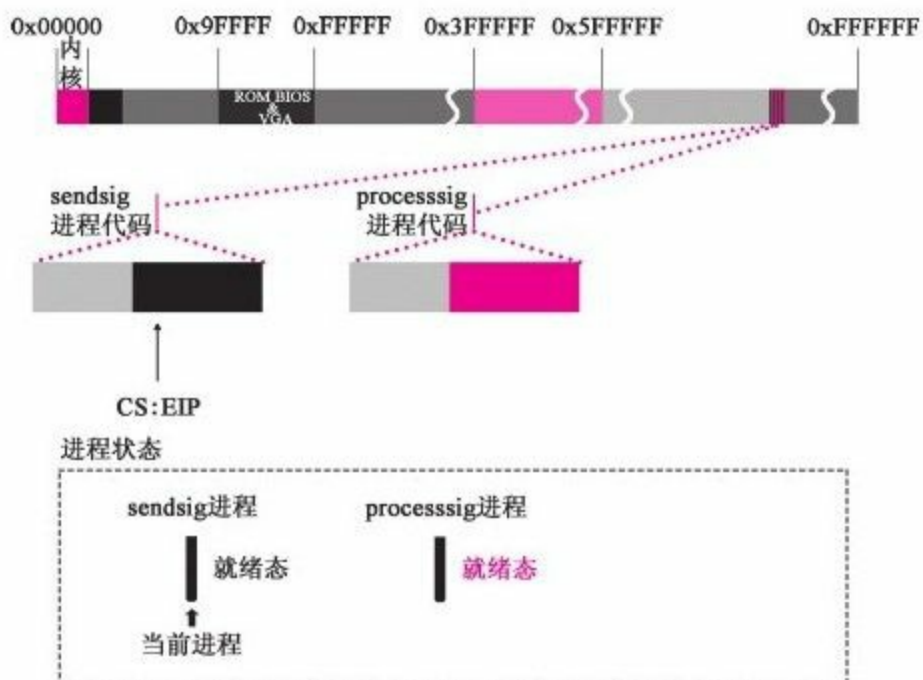 0x00000 0x9FFFF 0xFFFFF 0x3FFFFF 0x5FFFFF 0xFFFFFF
内
核
ROM BIOS
&
VGA
sendsig
进程代码
processsig
进程代码
CS:EIP
进程状态
sendsig进程 processsig进程
就绪态 就绪态
当前进程